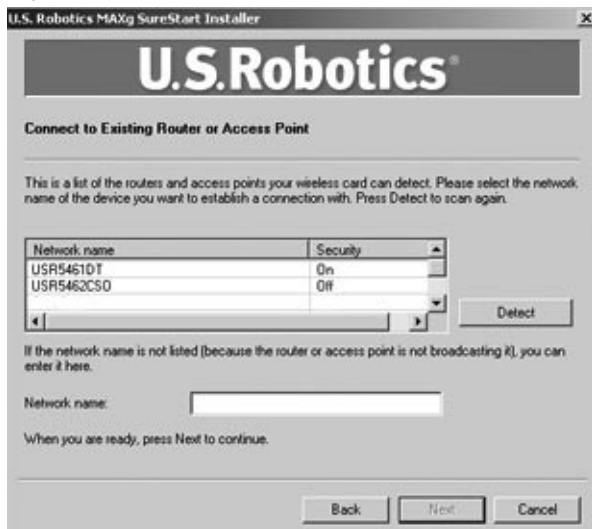 U.S. Robotics MAXg SureStart Installer
U.S.Robotics®
Connect to Existing Router or Access Point
This is a list of the routers and access points your wireless card can detect. Please select the network
name of the device you want to establish a connection with. Press Detect to scan again.
Network name Security
USR5461DT On
USR5462CSO Off
Detect
If the network name is not listed (because the router or access point is not broadcasting it), you can
enter it here.
Network name:
When you are ready, press Next to continue.
Back Next Cancel